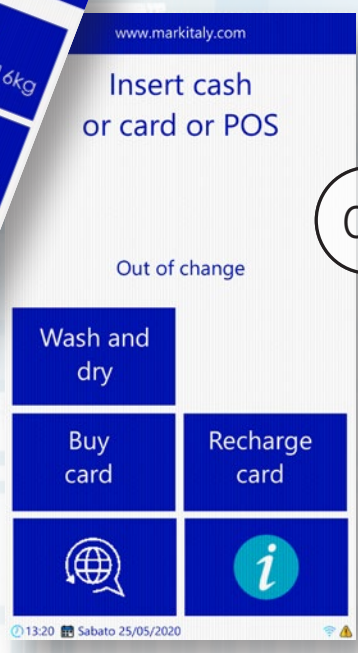 6kg
www.markitaly.com
Insert cash
or card or POS
Out of change
Wash and
dry
Buy
card
Recharge
card
i
13:20 Sabato 25/05/2020